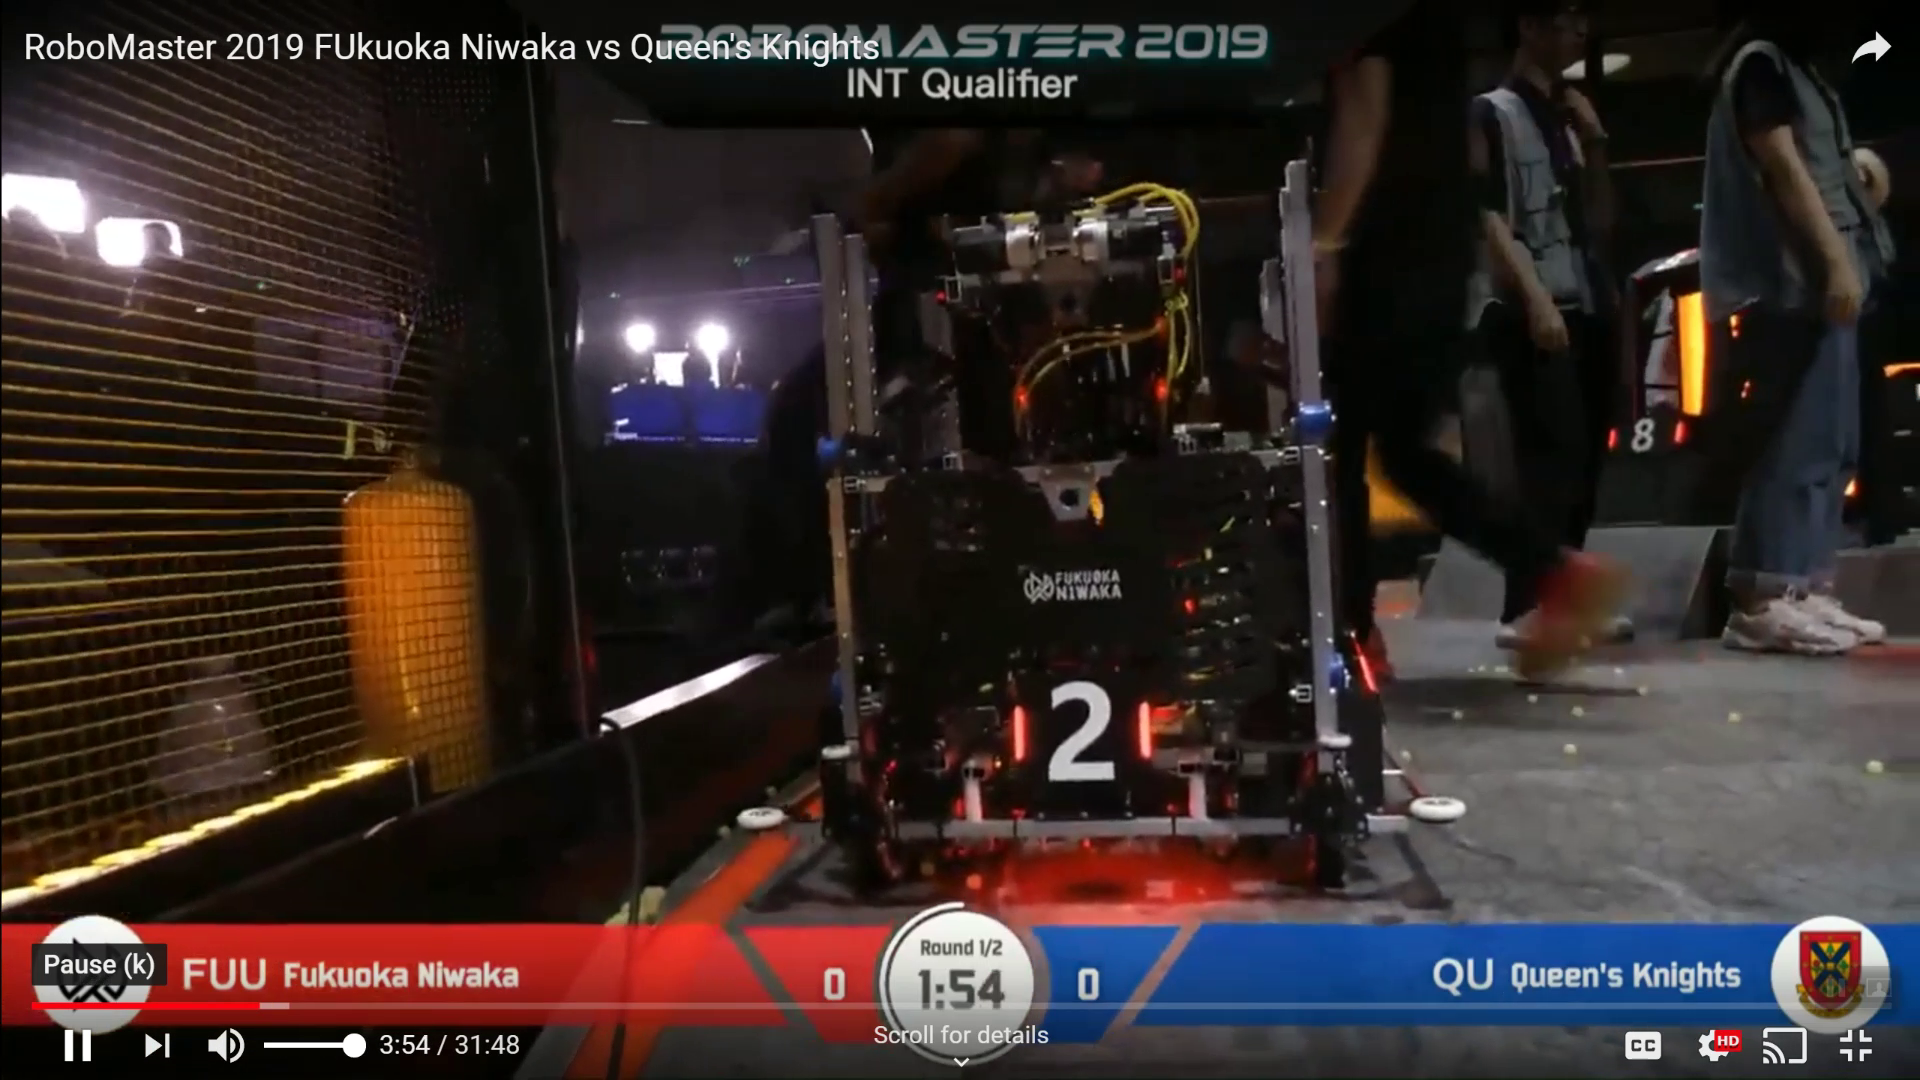 RoboMaster 2019 FUkuoka Niwaka vs Queen's Knights
ROBOMASTER 2019
INT Qualifier
8
FUKUOKA
NIWAKA
2
Pause (k)
FUU Fukuoka Niwaka
0
Round 1/2
1:54
0
QU Queen's Knights
3:54 / 31:48
Scroll for details
CC
HD